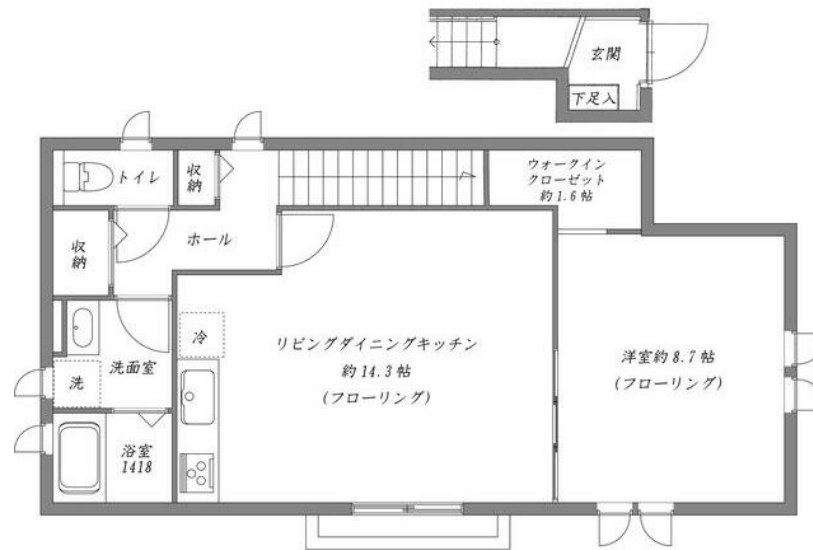 玄関
下足入
トイレ
収納
ウォークイン
クローゼット
約1.6帖
収納
ホール
冷
リビングダイニングキッチン
約14.3帖
(フローリング)
洋室約8.7帖
(フローリング)
洗面室
洗
浴室
1418